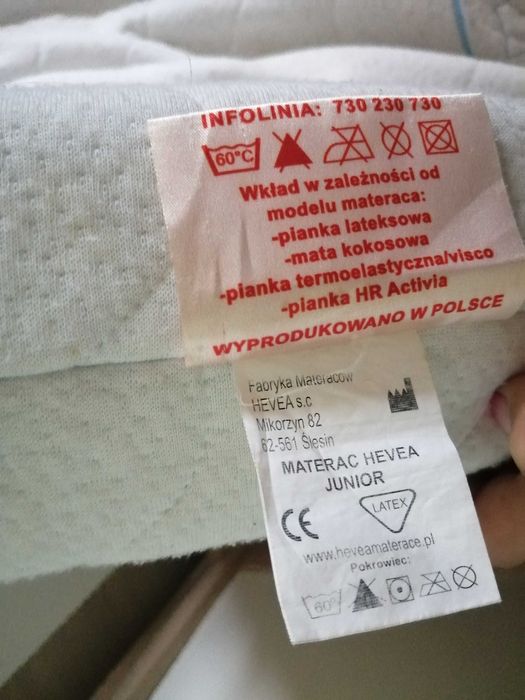 INFOLINIA: 730 230 730
60°C
Wkład w zależności od
modelu materaca:
-pianka lateksowa
-mata kokosowa
-pianka termoelastyczna/visco
-pianka HR Activia
WYPRODUKOWANO W POLSCE
Fabryka Materaców
HEVEA s.c
Mikorzyn 82
62-561 Ślesin
MATERAC HEVEA
JUNIOR
CE LATEX
www.heveamaterace.pl
Pokrowiec:
60°